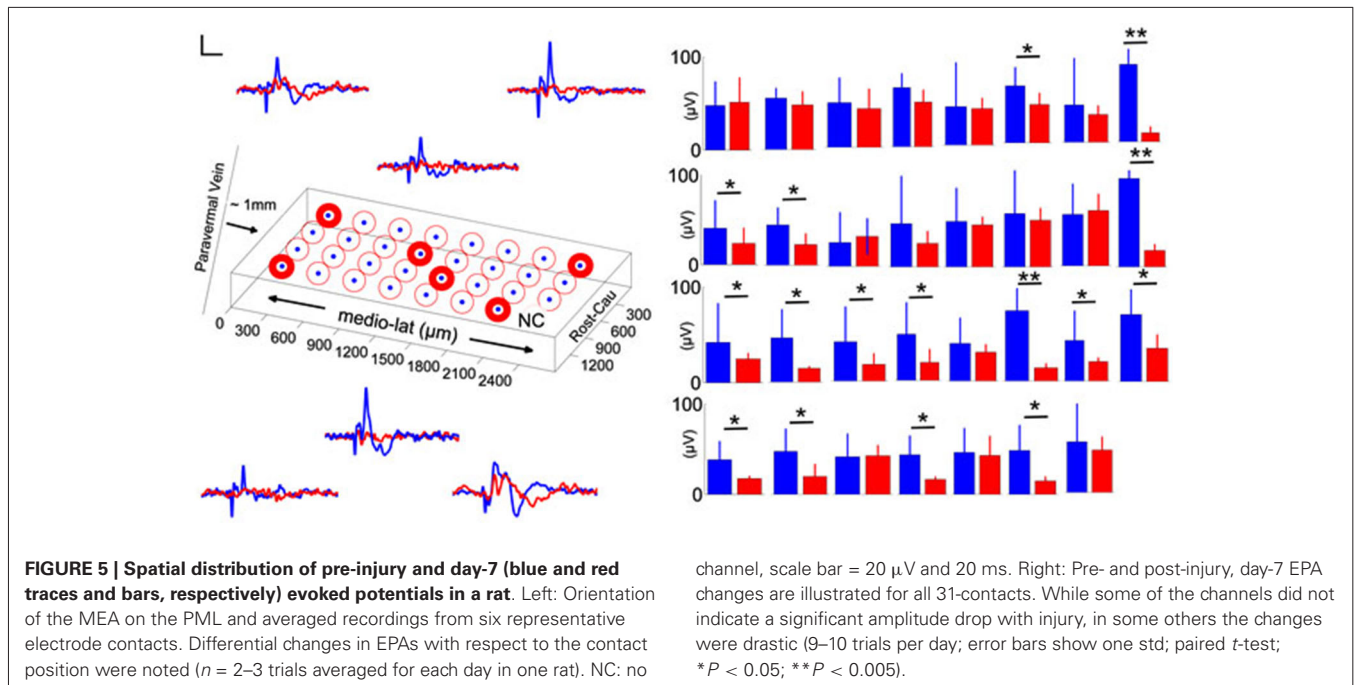 100
(µV)
0
*
**
100
(µV)
0
*
*
**
100
(µV)
0
*
*
*
*
**
*
*
100
(µV)
0
*
*
*
*
Paravermal Vein
~ 1mm
NC
medio-lat (µm)
Rost-Cau
0 300 600 900 1200 1500 1800 2100 2400
300
600
900
1200
FIGURE 5 | Spatial distribution of pre-injury and day-7 (blue and red
traces and bars, respectively) evoked potentials in a rat. Left: Orientation
of the MEA on the PML and averaged recordings from six representative
electrode contacts. Differential changes in EPAs with respect to the contact
position were noted (n = 2–3 trials averaged for each day in one rat). NC: no
channel, scale bar = 20 µV and 20 ms. Right: Pre- and post-injury, day-7 EPA
changes are illustrated for all 31-contacts. While some of the channels did not
indicate a significant amplitude drop with injury, in some others the changes
were drastic (9–10 trials per day; error bars show one std; paired t-test;
*P < 0.05; **P < 0.005).